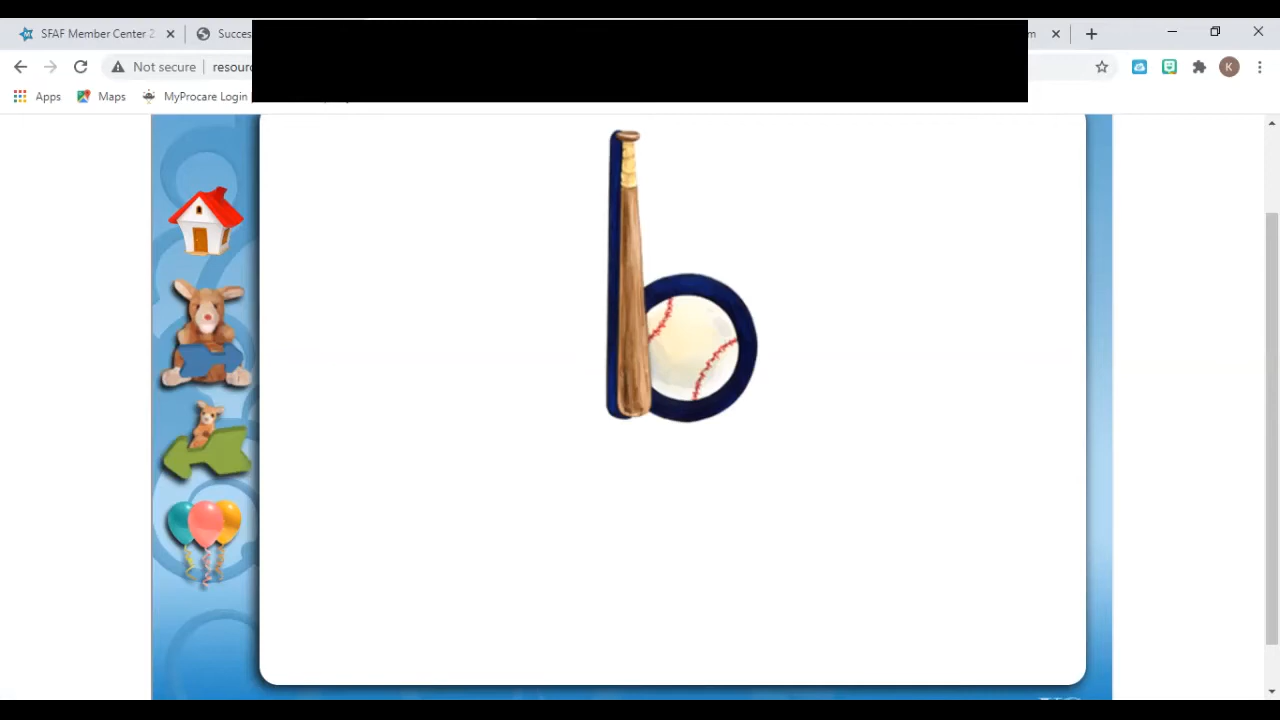 SFAF Member Center 2
Succes
m
Not secure
resourc
K
Apps
Maps
MyProcare Login
b